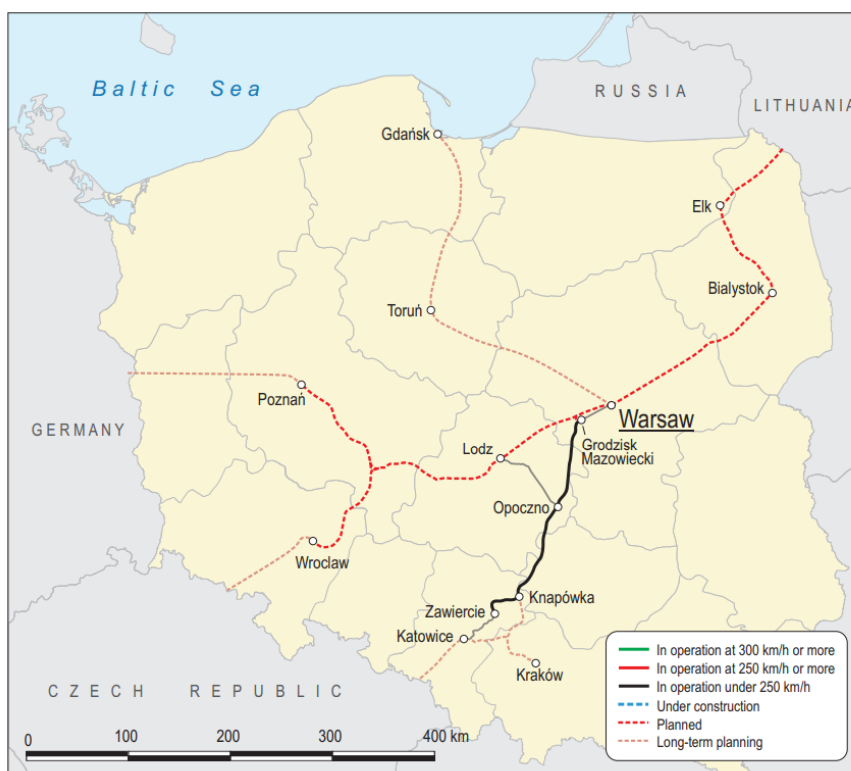 Baltic Sea
RUSSIA
LITHUANIA
Gdańsk
Elk
Bialystok
Toruń
Poznań
Warsaw
GERMANY
Grodzisk
Mazowiecki
Lodz
Opoczno
Wroclaw
Knapówka
Zawiercie
Katowice
Kraków
CZECH REPUBLIC
In operation at 300 km/h or more
In operation at 250 km/h or more
In operation under 250 km/h
Under construction
Planned
Long-term planning
0 100 200 300 400 km